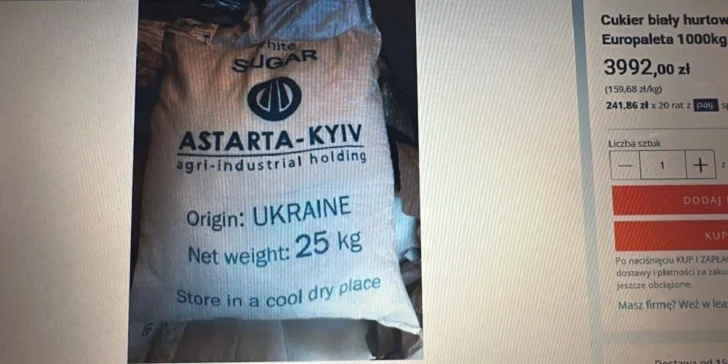 white
SUGAR
ASTARTA-KYIV
agri-industrial holding
Origin: UKRAINE
Net weight: 25 kg
Store in a cool dry place
Cukier biały hurtow
Europaleta 1000kg
3992,00 zł
(159,68 zł/kg)
241,86 zł x 20 rat z pay
Liczba sztuk
— 1 + z
DODAJ
KUP
Po naciśnięciu KUP I ZAPŁA
dostawy i płatności za zaku
jeszcze obciążone.
Masz firmę? Weź w lea